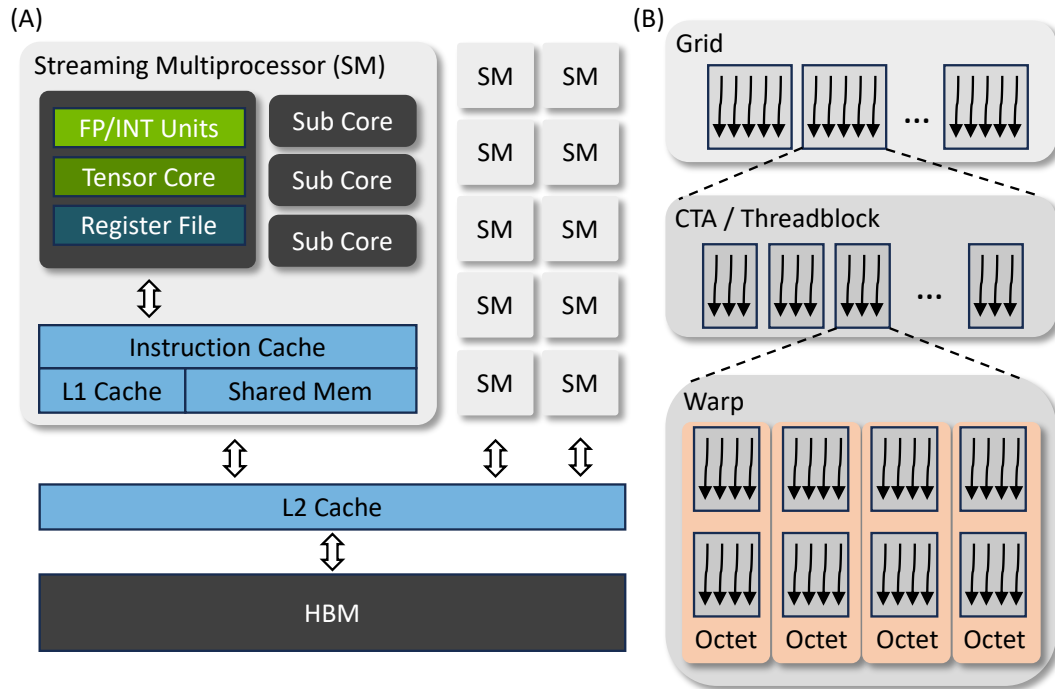 (A)
Streaming Multiprocessor (SM)
FP/INT Units
Tensor Core
Register File
Sub Core
Sub Core
Sub Core
Instruction Cache
L1 Cache
Shared Mem
SM SM
SM SM
SM SM
SM SM
SM SM
L2 Cache
HBM
(B)
Grid
...
CTA / Threadblock
...
Warp
Octet Octet Octet Octet